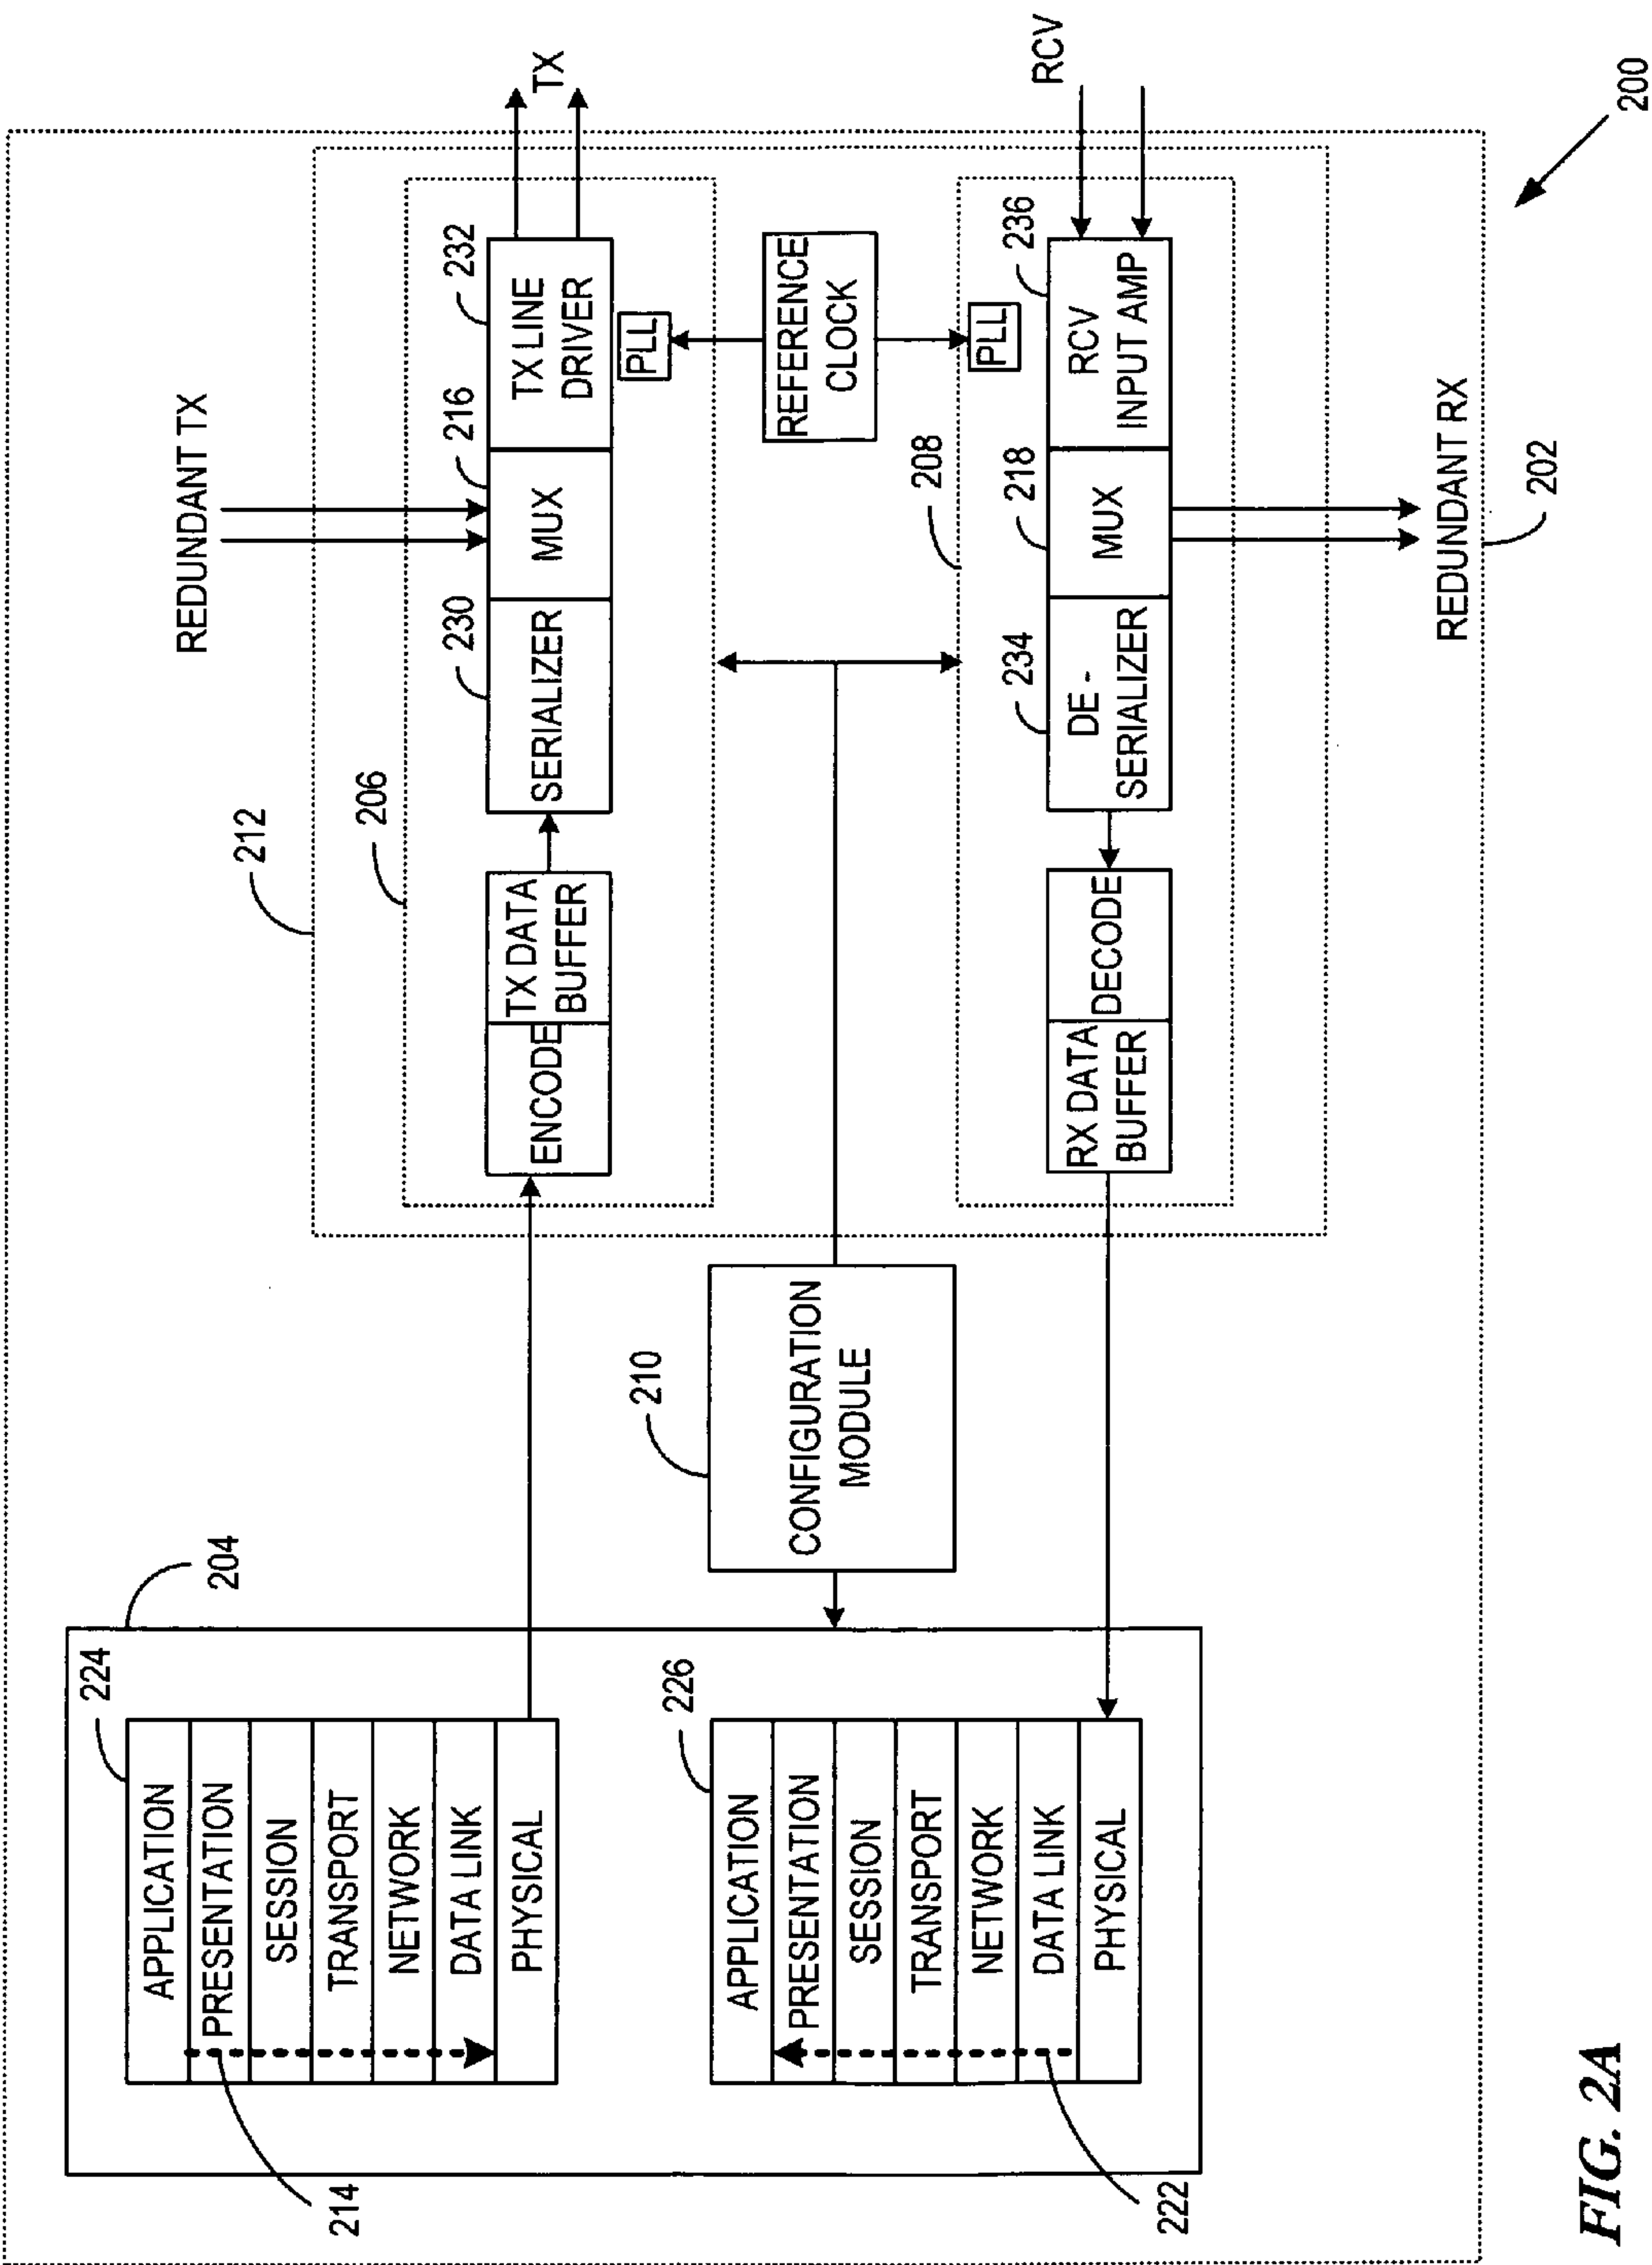 REDUNDANT TX
212
206
230
216
232
ENCODE
TX DATA
BUFFER
SERIALIZER
MUX
TX LINE
DRIVER
TX
PLL
REFERENCE
CLOCK
PLL
204
224
APPLICATION
PRESENTATION
SESSION
TRANSPORT
NETWORK
DATA LINK
PHYSICAL
214
210
CONFIGURATION
MODULE
226
APPLICATION
PRESENTATION
SESSION
TRANSPORT
NETWORK
DATA LINK
PHYSICAL
222
208
234
218
236
RX DATA
BUFFER
DECODE
DE -
SERIALIZER
MUX
RCV
INPUT AMP
RCV
REDUNDANT RX
202
200
FIG. 2A